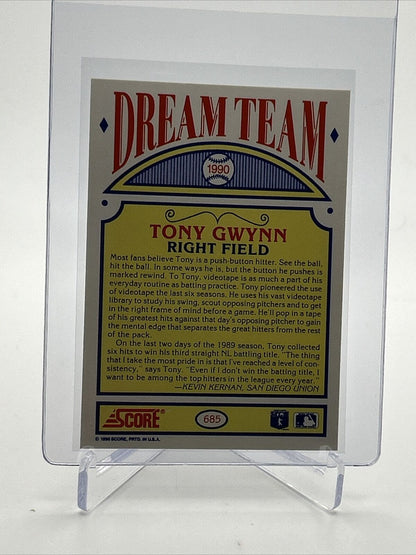 DREAM TEAM
1990
TONY GWYNN
RIGHT FIELD
Most fans believe Tony is a push-button hitter. See the ball,
hit the ball. In some ways he is, but the button he pushes is
marked rewind. To Tony, videotape is as much a part of his
everyday routine as batting practice. Tony pioneered the use
of videotape the last six seasons. He uses his vast videotape
library to study his swing, scout opposing pitchers and to get
in the right frame of mind before a game. He'll pop in a tape
of his greatest hits against that day's opposing pitcher to gain
the mental edge that separates the great hitters from the rest
of the pack.
On the last two days of the 1989 season, Tony collected
six hits to win his third straight NL batting title. "The thing
that I take the most pride in is that I've reached a level of con-
sistency," says Tony. "Even if I don't win the batting title, I
want to be among the top hitters in the league every year."
—KEVIN KERNAN, SAN DIEGO UNION
SCORE®
685
© 1990 SCORE, PRTD. IN U.S.A.